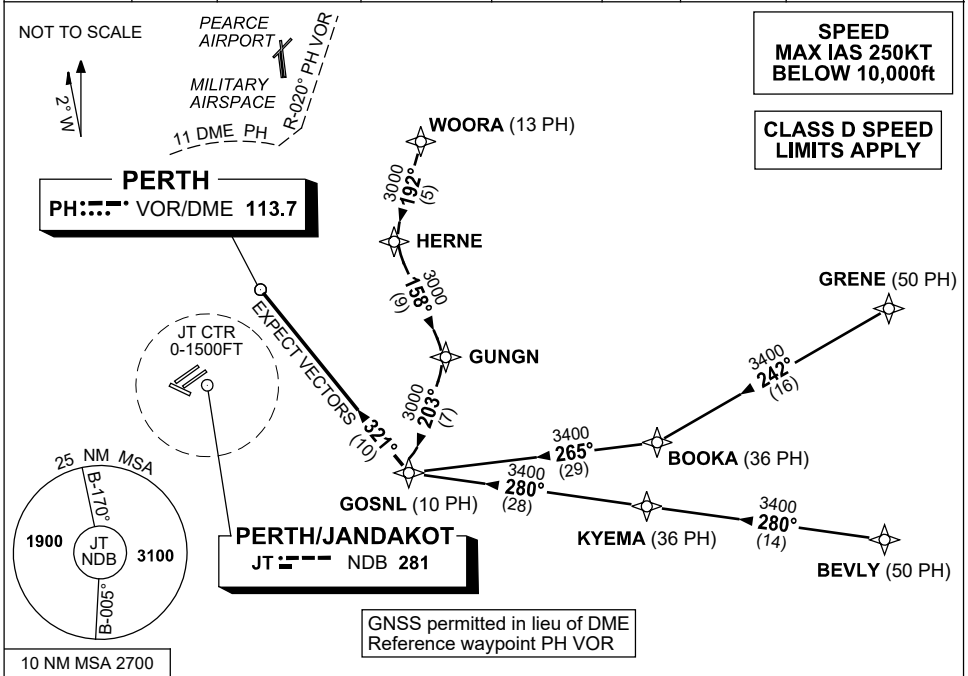 NOT TO SCALE
2° W
PEARCE
AIRPORT
MILITARY
AIRSPACE
11 DME PH
R-020° PH VOR
SPEED
MAX IAS 250KT
BELOW 10,000ft
CLASS D SPEED
LIMITS APPLY
WOORA (13 PH)
3000
192°
(5)
PERTH
PH VOR/DME 113.7
HERNE
3000
158°
(9)
GRENE (50 PH)
JT CTR
0-1500FT
EXPECT VECTORS 321°
(10)
GUNGN
3000
203°
(7)
3400
242°
(16)
3400
265°
(29)
BOOKA (36 PH)
GOSNL (10 PH)
3400
280°
(28)
KYEMA (36 PH)
3400
280°
(14)
BEVLY (50 PH)
25 NM MSA
B-170°
1900
JT
NDB
3100
B-005°
10 NM MSA 2700
PERTH/JANDAKOT
JT NDB 281
GNSS permitted in lieu of DME
Reference waypoint PH VOR